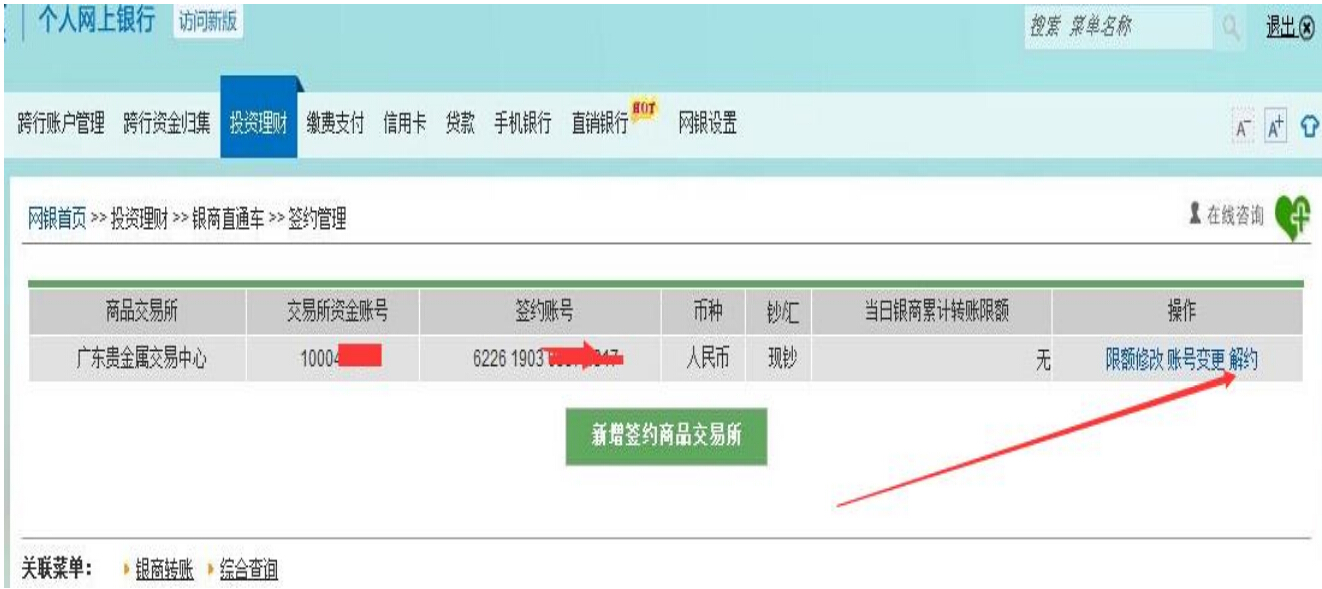 个人网上银行 访问新版 搜索 菜单名称 退出
跨行账户管理 跨行资金归集 投资理财 缴费支付 信用卡 贷款 手机银行 直销银行 HOT 网银设置 A- A+
网银首页 >> 投资理财 >> 银商直通车 >> 签约管理 在线咨询
商品交易所 交易所资金账号 签约账号 币种 钞/汇 当日银商累计转账限额 操作
广东贵金属交易中心 10004 6226 1903 人民币 现钞 无 限额修改 账号变更 解约
新增签约商品交易所
关联菜单： 银商转账 综合查询